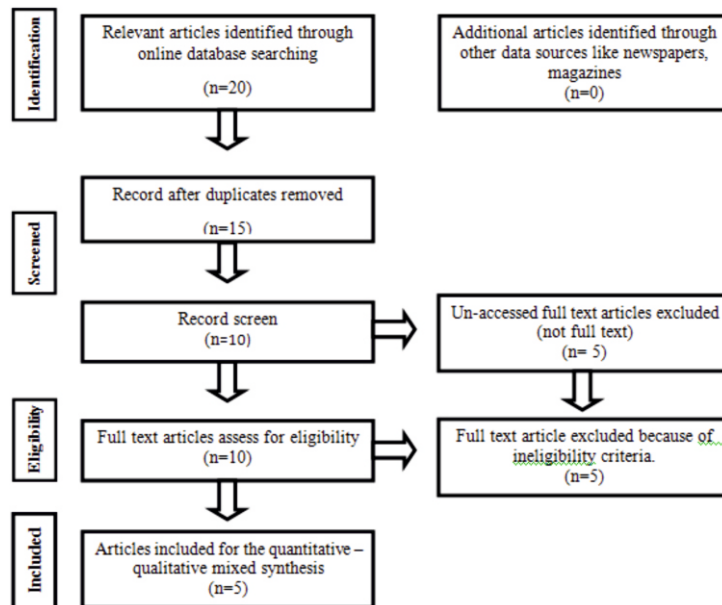 Identification
Relevant articles identified through
online database searching
(n=20)
Additional articles identified through
other data sources like newspapers,
magazines
(n=0)
Screened
Record after duplicates removed
(n=15)
Record screen
(n=10)
Un-accessed full text articles excluded
(not full text)
(n= 5)
Eligibility
Full text articles assess for eligibility
(n=10)
Full text article excluded because of
ineligibility criteria.
(n=5)
Included
Articles included for the quantitative –
qualitative mixed synthesis
(n=5)